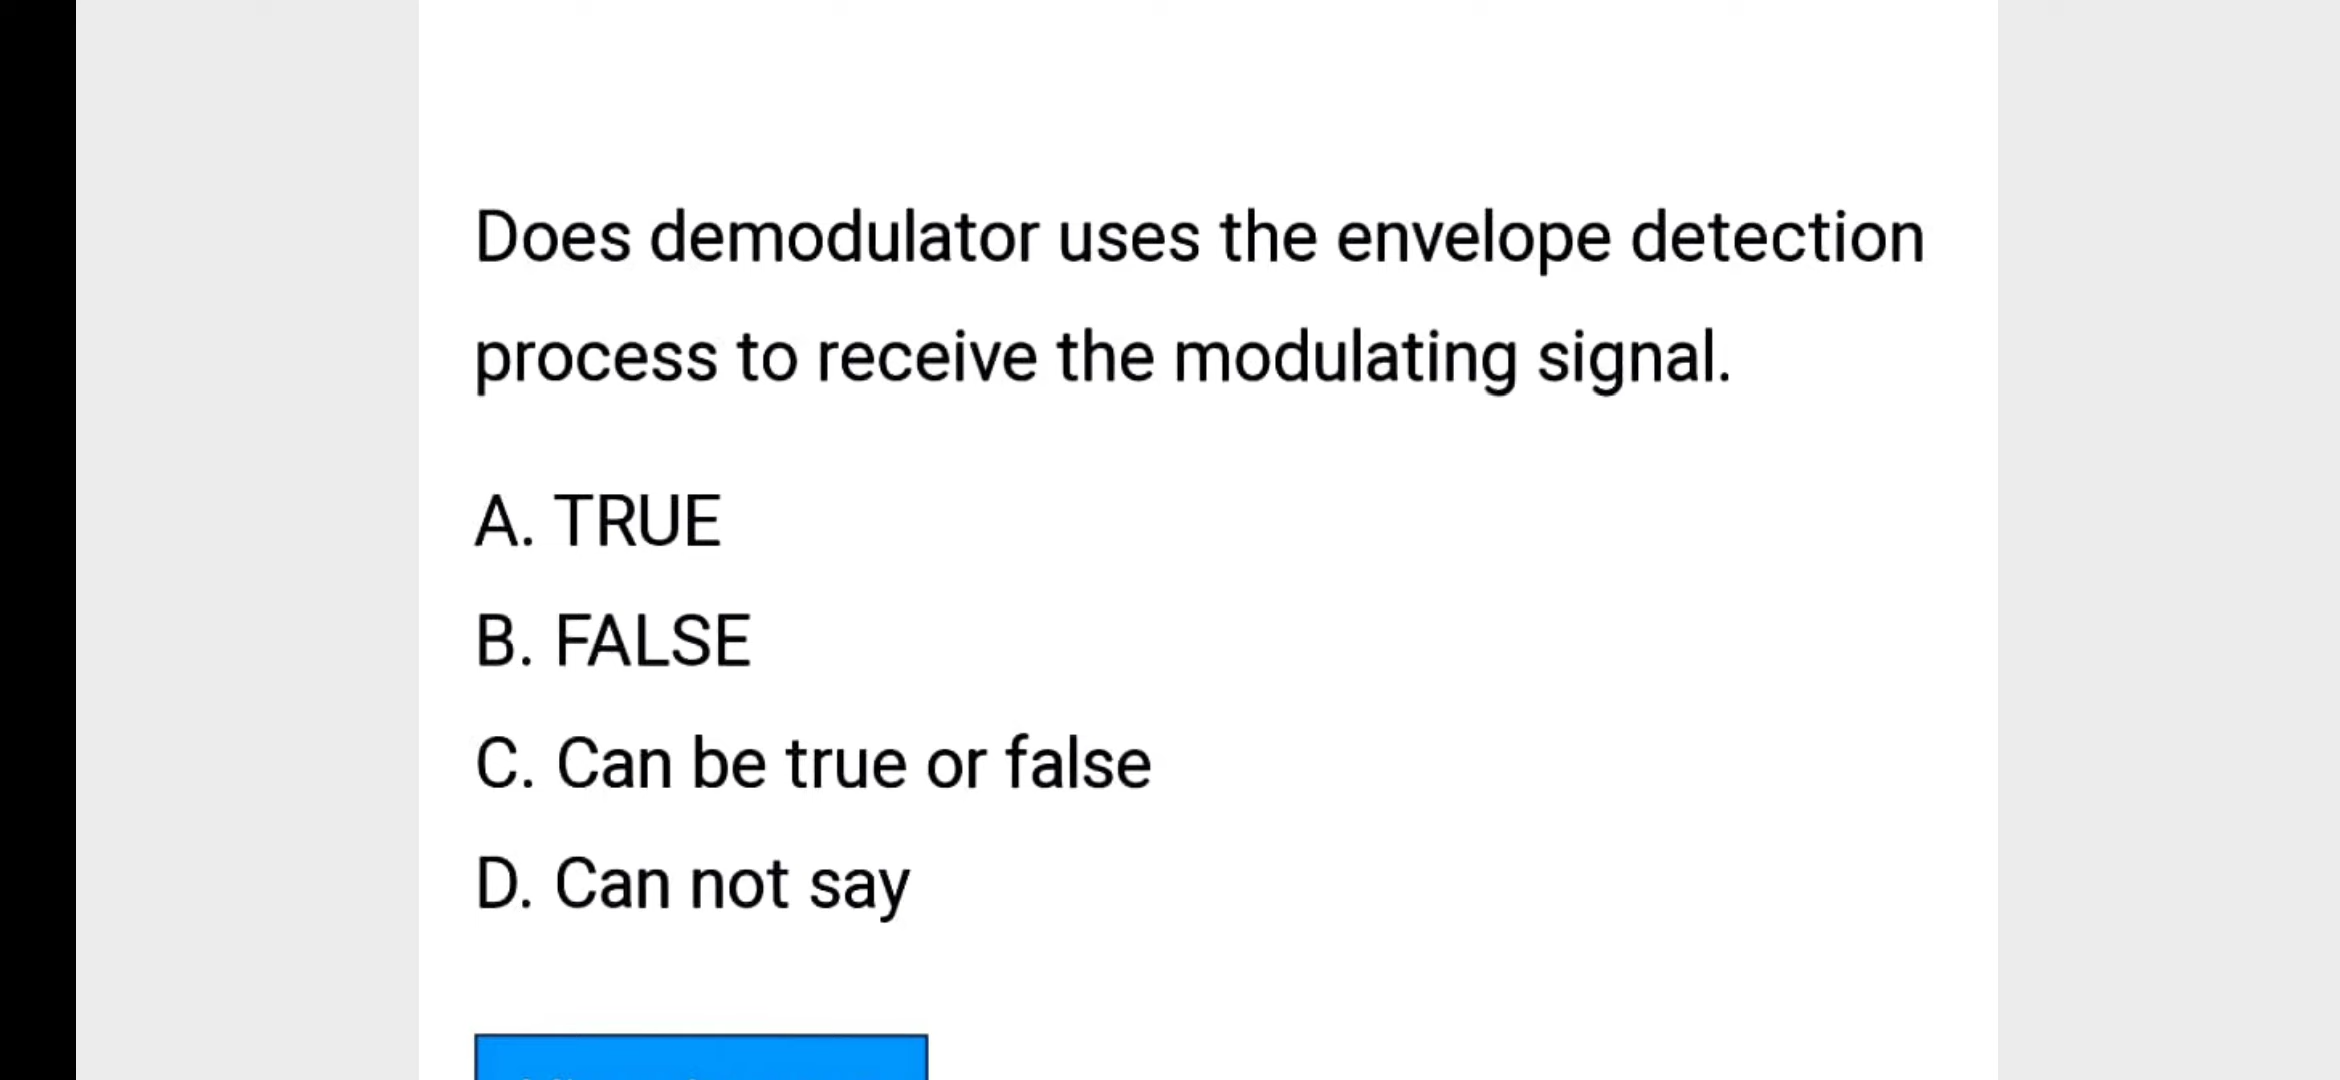 Does demodulator uses the envelope detection
process to receive the modulating signal.
A. TRUE
B. FALSE
C. Can be true or false
D. Can not say